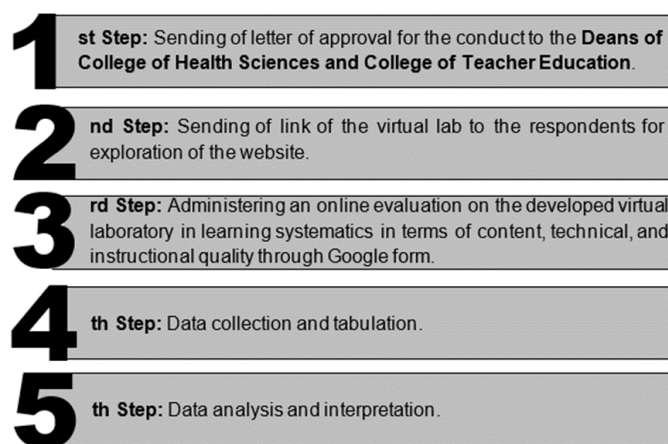 1st Step: Sending of letter of approval for the conduct to the Deans of
College of Health Sciences and College of Teacher Education.
2nd Step: Sending of link of the virtual lab to the respondents for
exploration of the website.
3rd Step: Administering an online evaluation on the developed virtual
laboratory in learning systematics in terms of content, technical, and
instructional quality through Google form.
4th Step: Data collection and tabulation.
5th Step: Data analysis and interpretation.